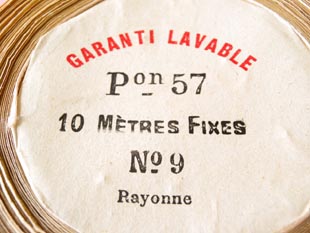 GARANTI LAVABLE
Pon 57
10 MÈTRES FIXES
No 9
Rayonne